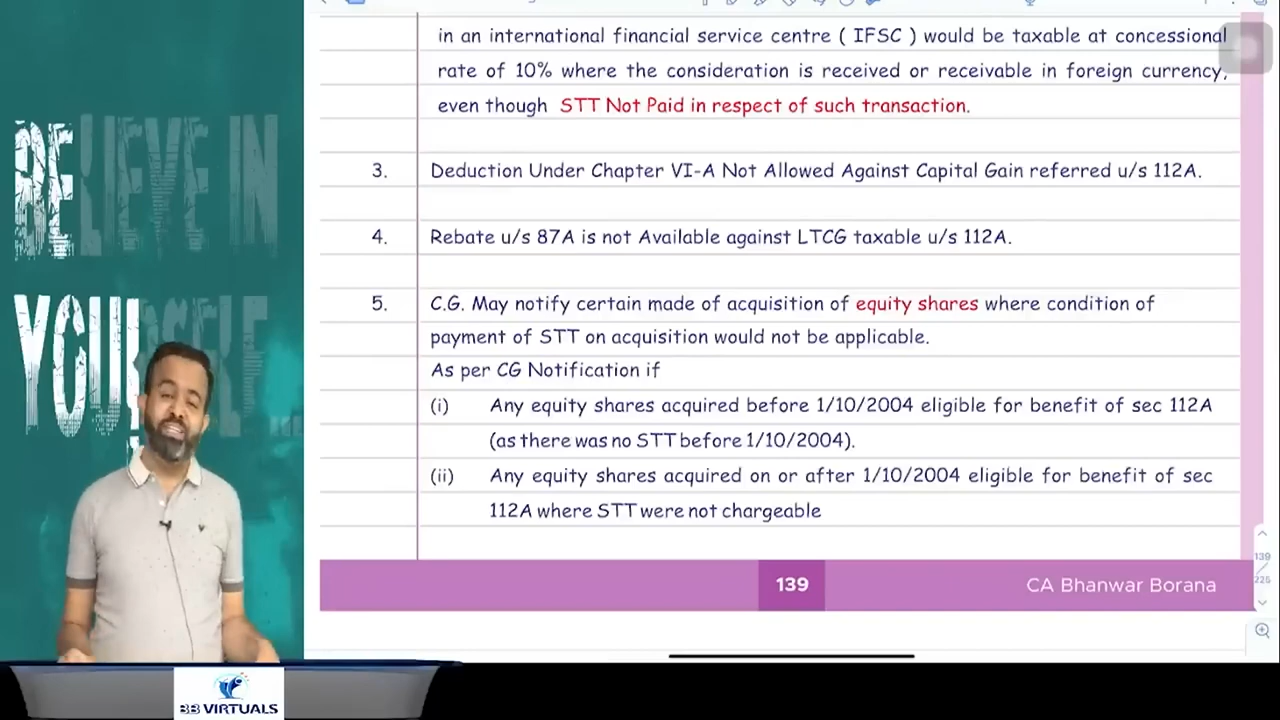 BELIEVE IN
YOURSELF
in an international financial service centre ( IFSC ) would be taxable at concessional
rate of 10% where the consideration is received or receivable in foreign currency,
even though STT Not Paid in respect of such transaction.
3. Deduction Under Chapter VI-A Not Allowed Against Capital Gain referred u/s 112A.
4. Rebate u/s 87A is not Available against LTCG taxable u/s 112A.
5. C.G. May notify certain made of acquisition of equity shares where condition of
payment of STT on acquisition would not be applicable.
As per CG Notification if
(i) Any equity shares acquired before 1/10/2004 eligible for benefit of sec 112A
(as there was no STT before 1/10/2004).
(ii) Any equity shares acquired on or after 1/10/2004 eligible for benefit of sec
112A where STT were not chargeable
139
CA Bhanwar Borana
139
225
BB VIRTUALS